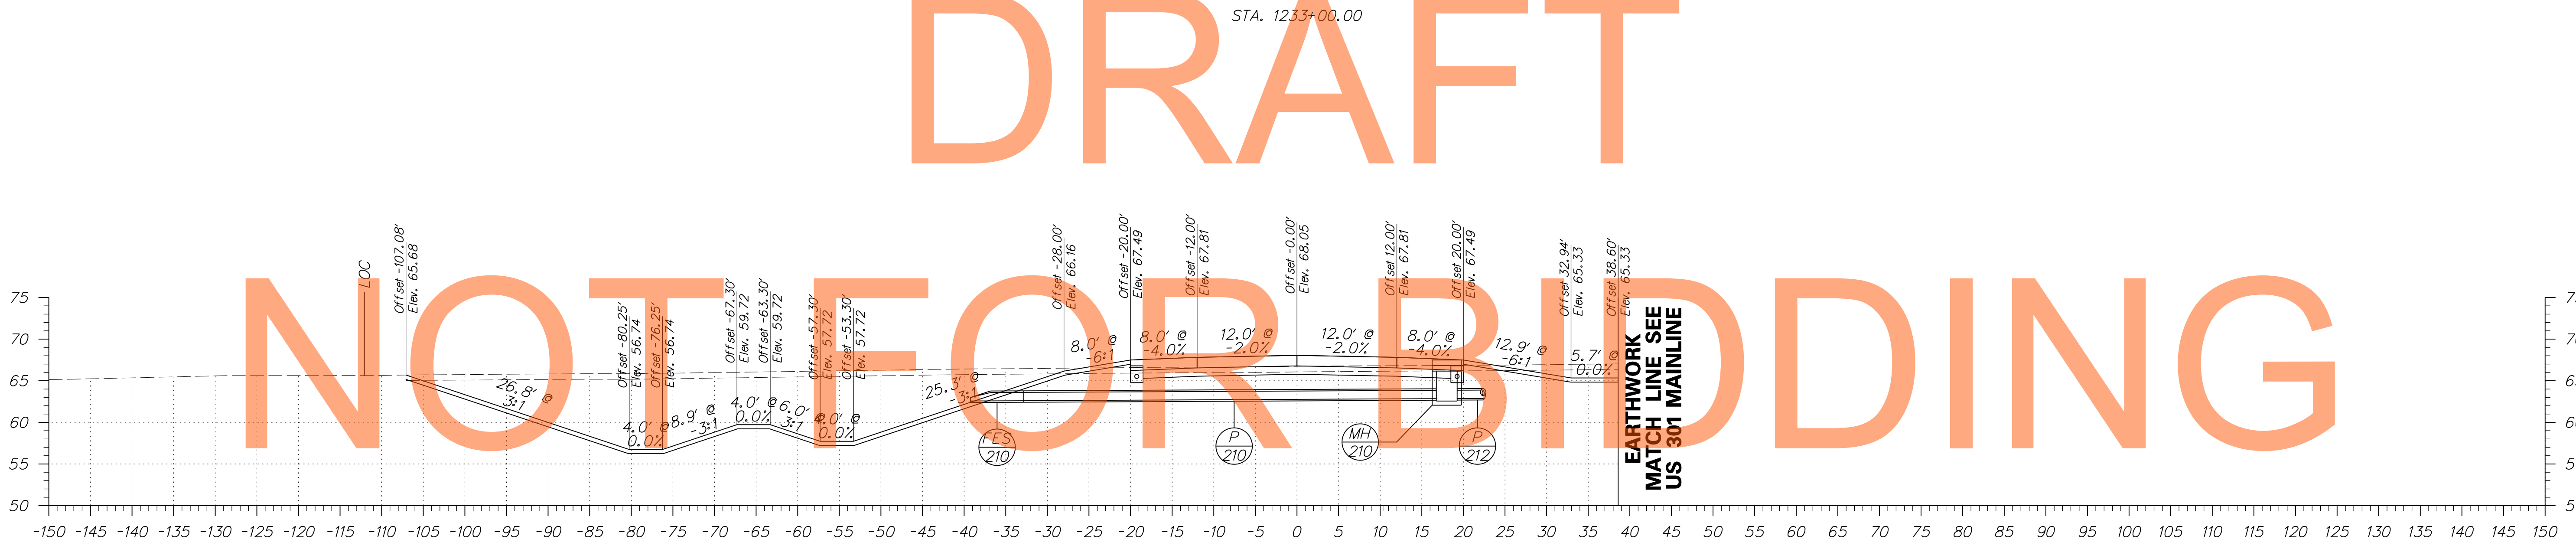 STA. 1233+00.00
DRAFT
NOT FOR BIDDING
LOC
Offset -107.08'
Elev. 65.68
Offset -80.25'
Elev. 56.74
Offset -76.25'
Elev. 56.74
Offset -67.30'
Elev. 59.72
Offset -63.30'
Elev. 59.72
Offset -57.30'
Elev. 57.72
Offset -53.30'
Elev. 57.72
Offset -28.00'
Elev. 66.16
Offset -20.00'
Elev. 67.49
Offset -12.00'
Elev. 67.81
Offset -0.00'
Elev. 68.05
Offset 12.00'
Elev. 67.81
Offset 20.00'
Elev. 67.49
Offset 32.94'
Elev. 65.33
Offset 38.60'
Elev. 65.33
26.8' @
3:1
4.0' @
0.0%
8.9' @
-3:1
4.0' @
0.0%
6.0' @
3:1
4.0' @
0.0%
25.3' @
-3:1
8.0' @
-6:1
8.0' @
-4.0%
12.0' @
-2.0%
12.0' @
-2.0%
8.0' @
-4.0%
12.9' @
-6:1
5.7' @
0.0%
FES
210
P
210
MH
210
P
212
EARTHWORK
MATCH LINE SEE
US 301 MAINLINE
75
70
65
60
55
50
-150 -145 -140 -135 -130 -125 -120 -115 -110 -105 -100 -95 -90 -85 -80 -75 -70 -65 -60 -55 -50 -45 -40 -35 -30 -25 -20 -15 -10 -5 0 5 10 15 20 25 30 35 40 45 50 55 60 65 70 75 80 85 90 95 100 105 110 115 120 125 130 135 140 145 150